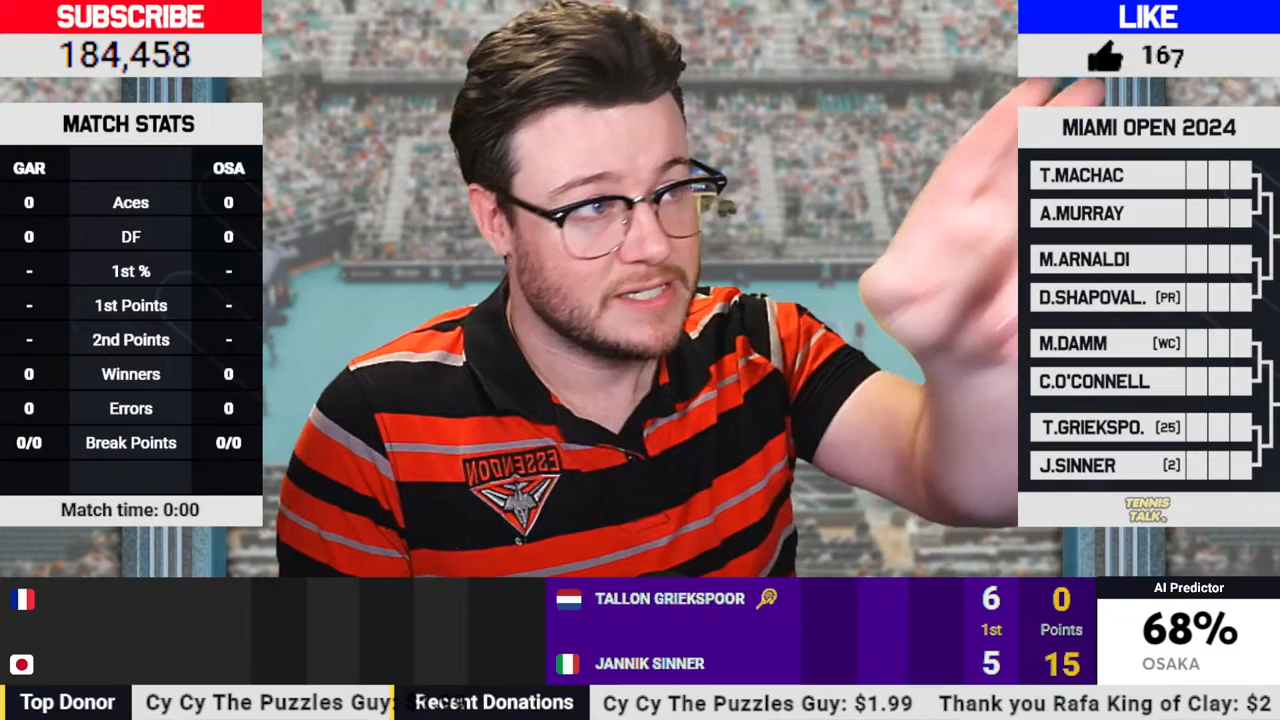 SUBSCRIBE
184,458
MATCH STATS
GAR OSA
0 Aces 0
0 DF 0
- 1st % -
- 1st Points -
- 2nd Points -
0 Winners 0
0 Errors 0
0/0 Break Points 0/0
Match time: 0:00
ESSENDON
LIKE
167
MIAMI OPEN 2024
T.MACHAC
A.MURRAY
M.ARNALDI
D.SHAPOVAL. [PR]
M.DAMM [WC]
C.O'CONNELL
T.GRIEKSPO. [25]
J.SINNER [2]
TENNIS
TALK.
TALLON GRIEKSPOOR 6 0
1st Points
JANNIK SINNER 5 15
AI Predictor
68%
OSAKA
Top Donor Cy Cy The Puzzles Guy: Recent Donations Cy Cy The Puzzles Guy: $1.99 Thank you Rafa King of Clay: $2